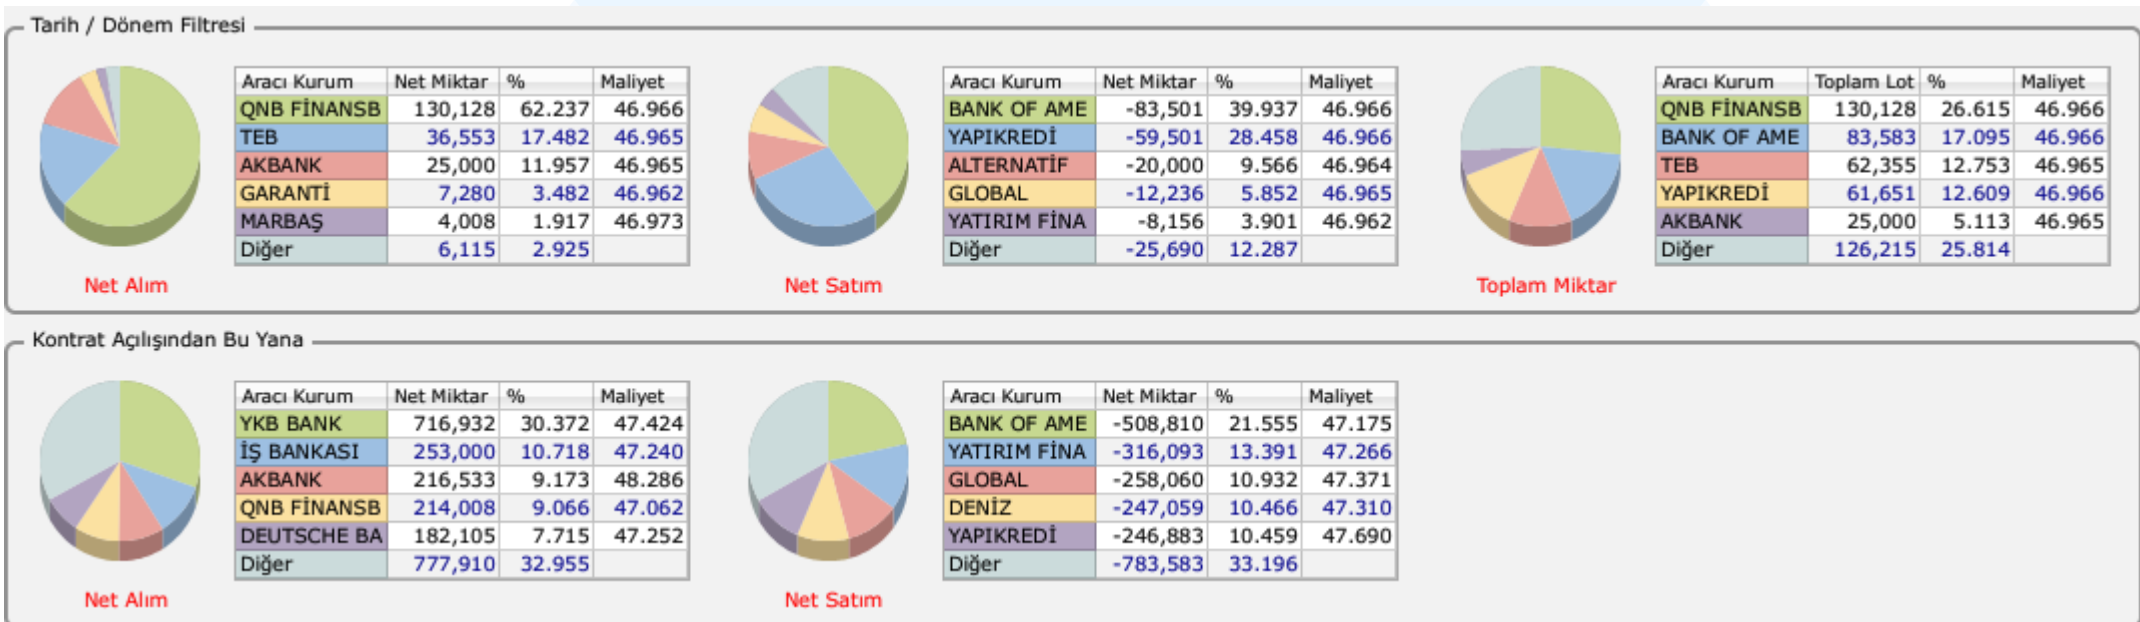 Tarih / Dönem Filtresi
Aracı Kurum Net Miktar % Maliyet
QNB FİNANSB 130,128 62.237 46.966
TEB 36,553 17.482 46.965
AKBANK 25,000 11.957 46.965
GARANTİ 7,280 3.482 46.962
MARBAŞ 4,008 1.917 46.973
Diğer 6,115 2.925
Net Alım
Aracı Kurum Net Miktar % Maliyet
BANK OF AME -83,501 39.937 46.966
YAPIKREDİ -59,501 28.458 46.966
ALTERNATİF -20,000 9.566 46.964
GLOBAL -12,236 5.852 46.965
YATIRIM FİNA -8,156 3.901 46.962
Diğer -25,690 12.287
Net Satım
Aracı Kurum Toplam Lot % Maliyet
QNB FİNANSB 130,128 26.615 46.966
BANK OF AME 83,583 17.095 46.966
TEB 62,355 12.753 46.965
YAPIKREDİ 61,651 12.609 46.966
AKBANK 25,000 5.113 46.965
Diğer 126,215 25.814
Toplam Miktar
Kontrat Açılışından Bu Yana
Aracı Kurum Net Miktar % Maliyet
YKB BANK 716,932 30.372 47.424
İŞ BANKASI 253,000 10.718 47.240
AKBANK 216,533 9.173 48.286
QNB FİNANSB 214,008 9.066 47.062
DEUTSCHE BA 182,105 7.715 47.252
Diğer 777,910 32.955
Net Alım
Aracı Kurum Net Miktar % Maliyet
BANK OF AME -508,810 21.555 47.175
YATIRIM FİNA -316,093 13.391 47.266
GLOBAL -258,060 10.932 47.371
DENİZ -247,059 10.466 47.310
YAPIKREDİ -246,883 10.459 47.690
Diğer -783,583 33.196
Net Satım